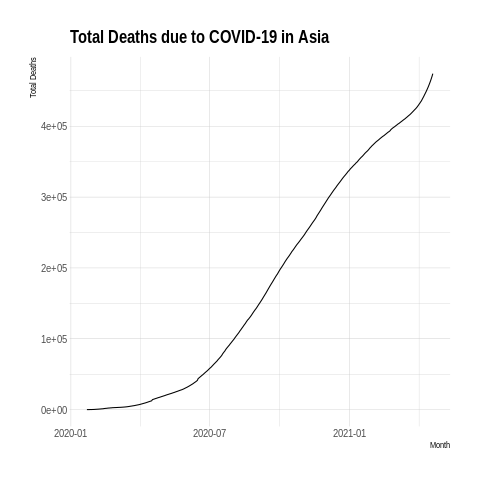 Total Deaths due to COVID-19 in Asia
Total Deaths
4e+05
3e+05
2e+05
1e+05
0e+00
2020-01 2020-07 2021-01
Month